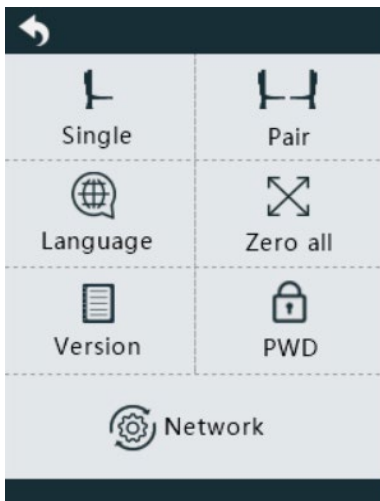 Single
Pair
Language
Zero all
Version
PWD
Network